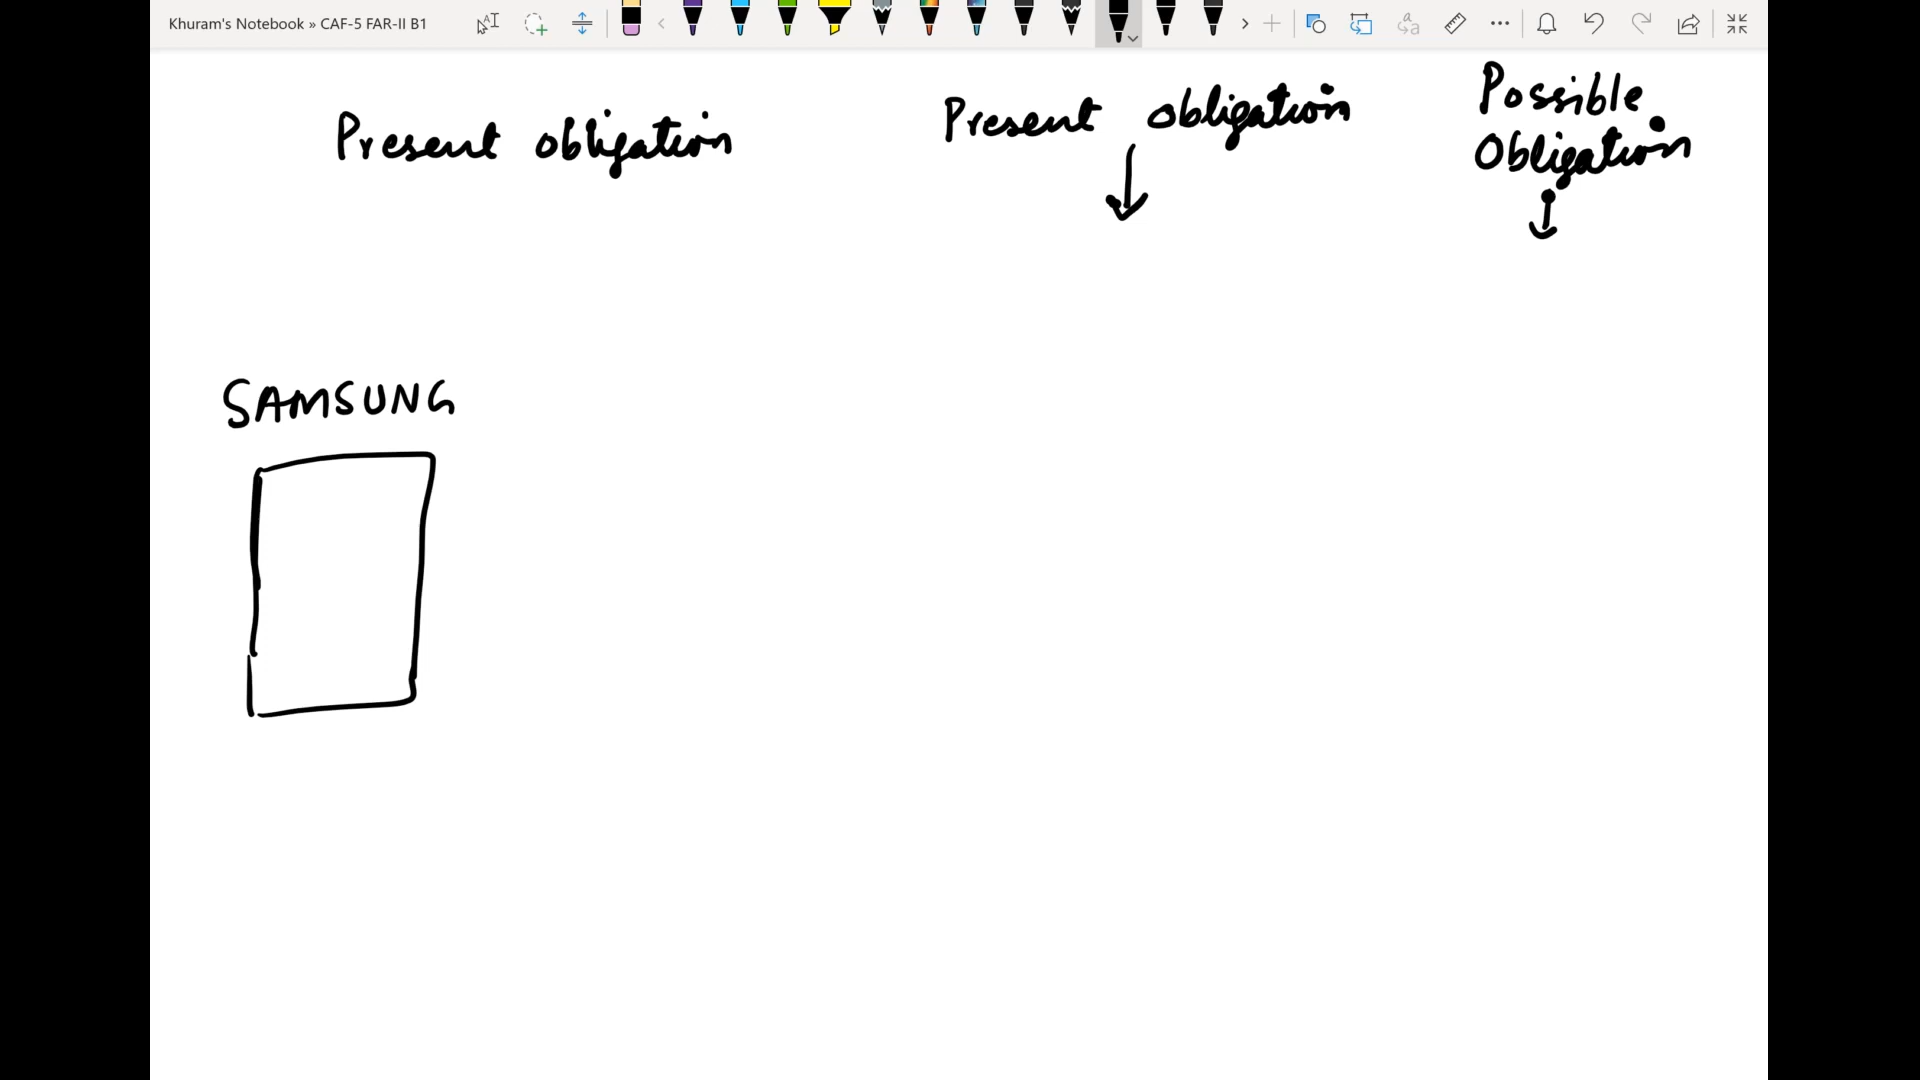 Khuram's Notebook » CAF-5 FAR-II B1
Present obligation
Present obligation
Possible
Obligation
SAMSUNG